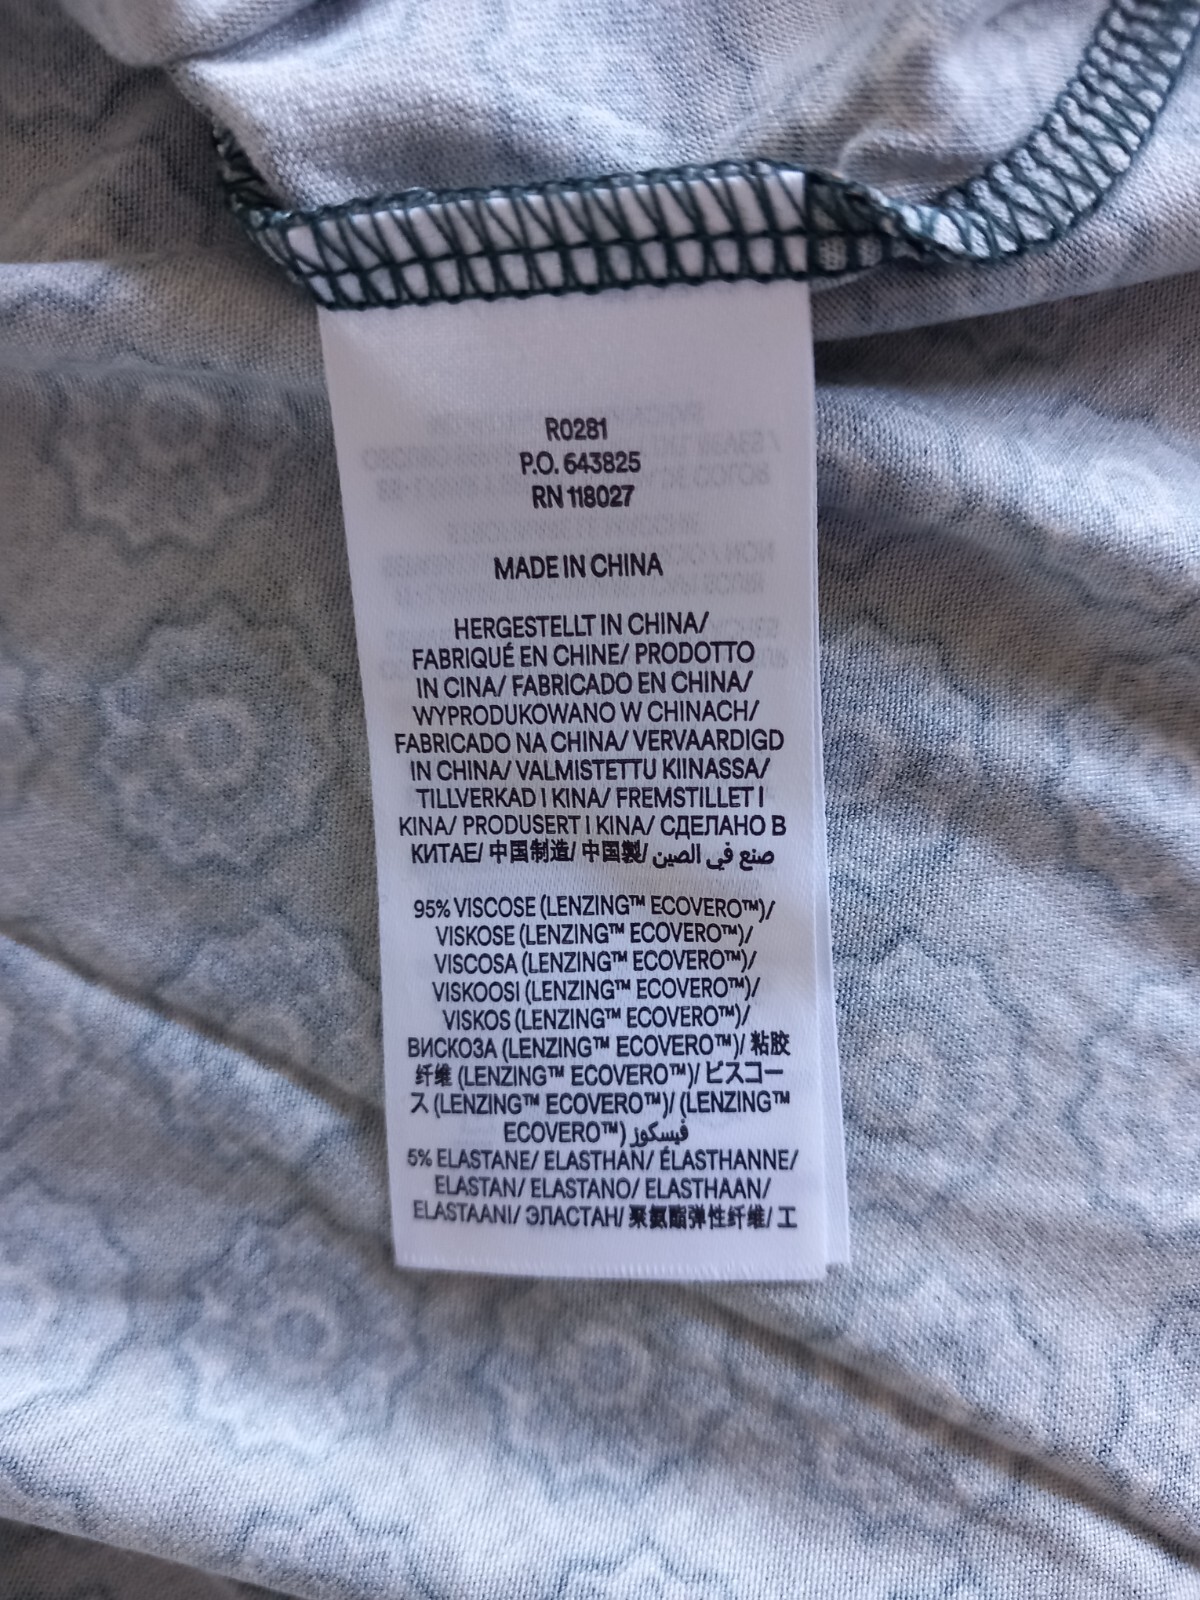 R0281
P.O. 643825
RN 118027
MADE IN CHINA
HERGESTELLT IN CHINA/
FABRIQUÉ EN CHINE/ PRODOTTO
IN CINA/ FABRICADO EN CHINA/
WYPRODUKOWANO W CHINACH/
FABRICADO NA CHINA/ VERVAARDIGD
IN CHINA/ VALMISTETTU KIINASSA/
TILLVERKAD I KINA/ FREMSTILLET I
KINA/ PRODUSERT I KINA/ СДЕЛАНО В
КИТАЕ/ 中国制造/ 中国製/ صنع في الصين
95% VISCOSE (LENZING™ ECOVERO™)/
VISKOSE (LENZING™ ECOVERO™)/
VISCOSA (LENZING™ ECOVERO™)/
VISKOOSI (LENZING™ ECOVERO™)/
VISKOS (LENZING™ ECOVERO™)/
ВИСКОЗА (LENZING™ ECOVERO™)/ 粘胶
纤维 (LENZING™ ECOVERO™)/ ビスコー
ス (LENZING™ ECOVERO™)/ (LENZING™
ECOVERO™) فيسكوز
5% ELASTANE/ ELASTHAN/ ÉLASTHANNE/
ELASTAN/ ELASTANO/ ELASTHAAN/
ELASTAANI/ ЭЛАСТАН/ 聚氨酯弹性纤维/ エ